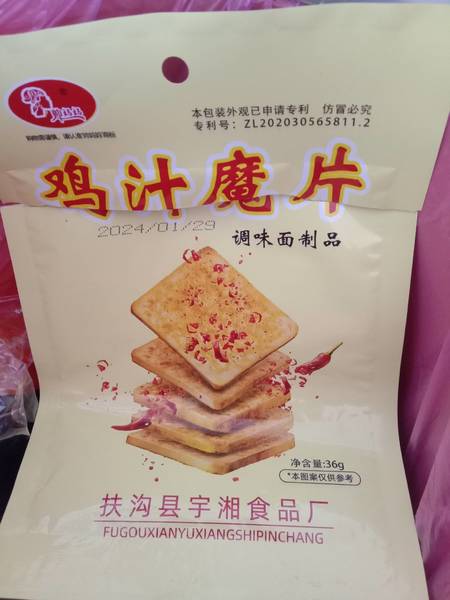 本包装外观已申请专利 仿冒必究
专利号：ZL202030565811.2
鸡汁魔片
2024/01/29
调味面制品
净含量:36g
*本图案仅供参考
扶沟县宇湘食品厂
FUGOUXIANYUXIANGSHIPINCHANG